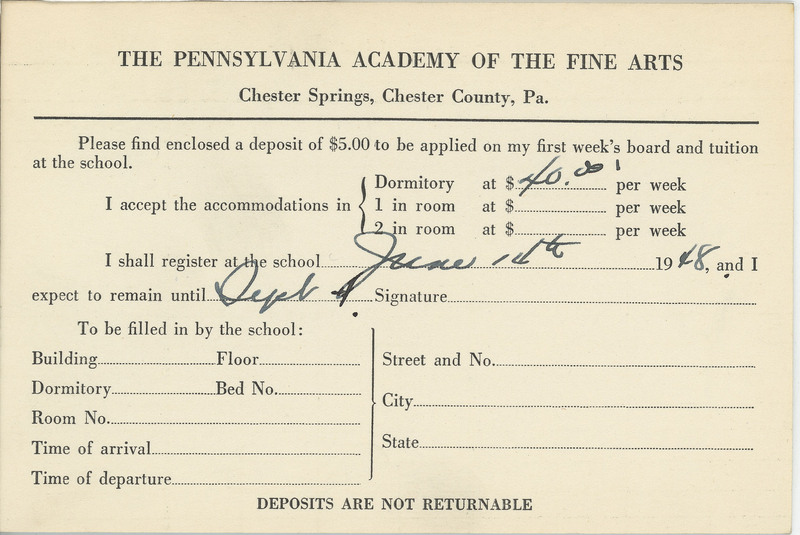 THE PENNSYLVANIA ACADEMY OF THE FINE ARTS
Chester Springs, Chester County, Pa.
Please find enclosed a deposit of $5.00 to be applied on my first week's board and tuition
at the school.
I accept the accommodations in
Dormitory at $ 40.00 per week
1 in room at $ per week
2 in room at $ per week
I shall register at the school June 14th 1948, and I
expect to remain until Sept 4. Signature
To be filled in by the school:
Building Floor
Dormitory Bed No.
Room No.
Time of arrival
Time of departure
Street and No.
City
State
DEPOSITS ARE NOT RETURNABLE